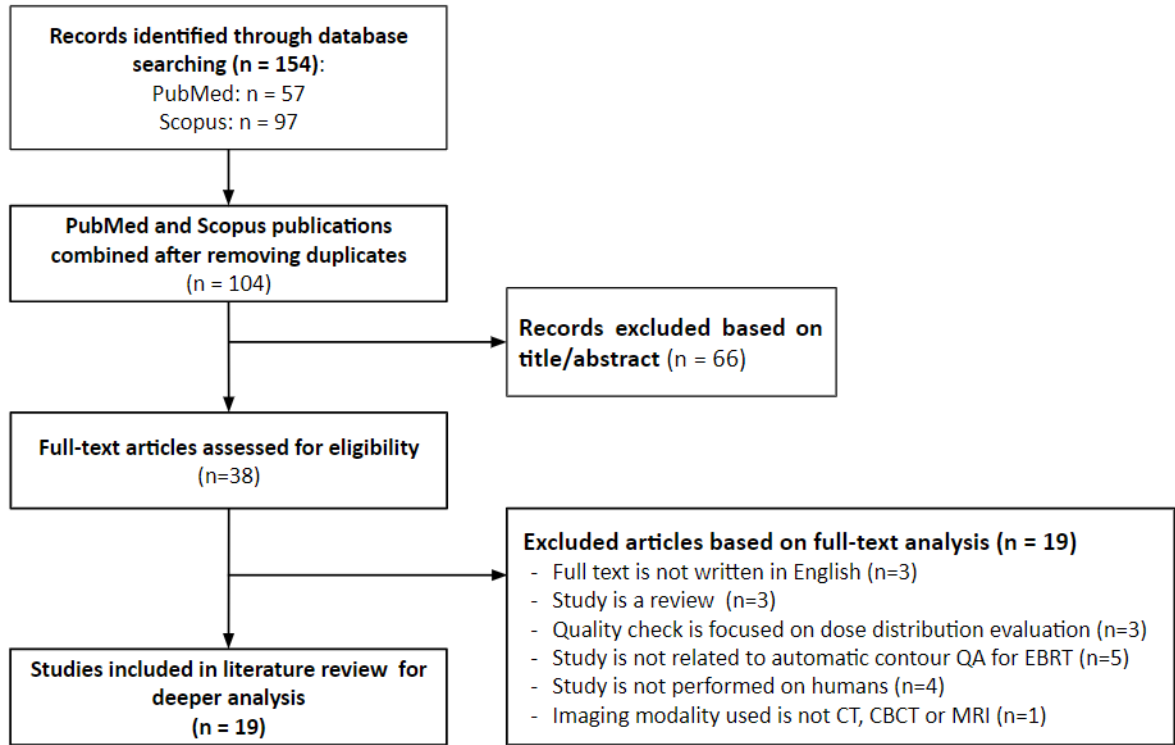 Records identified through database
searching (n = 154):
PubMed: n = 57
Scopus: n = 97
PubMed and Scopus publications
combined after removing duplicates
(n = 104)
Records excluded based on
title/abstract (n = 66)
Full-text articles assessed for eligibility
(n=38)
Excluded articles based on full-text analysis (n = 19)
- Full text is not written in English (n=3)
- Study is a review (n=3)
- Quality check is focused on dose distribution evaluation (n=3)
- Study is not related to automatic contour QA for EBRT (n=5)
- Study is not performed on humans (n=4)
- Imaging modality used is not CT, CBCT or MRI (n=1)
Studies included in literature review for
deeper analysis
(n = 19)